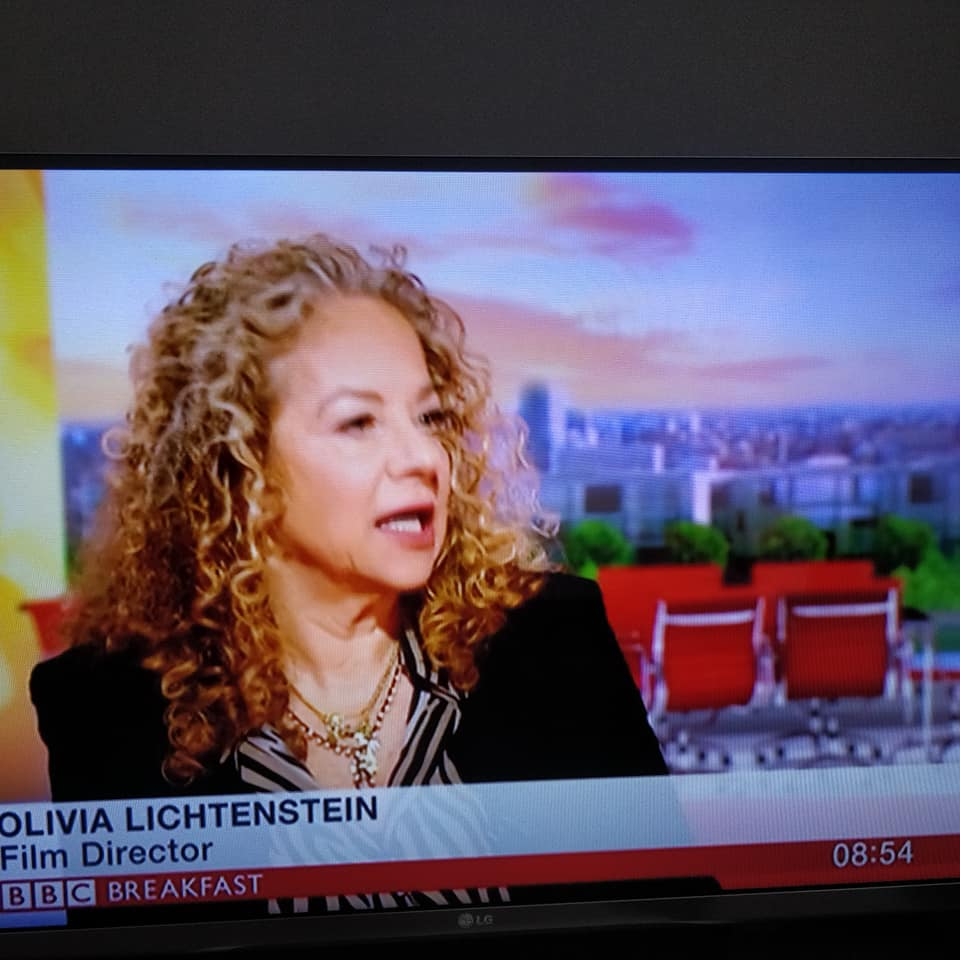 OLIVIA LICHTENSTEIN
Film Director
BBC BREAKFAST
08:54
LG